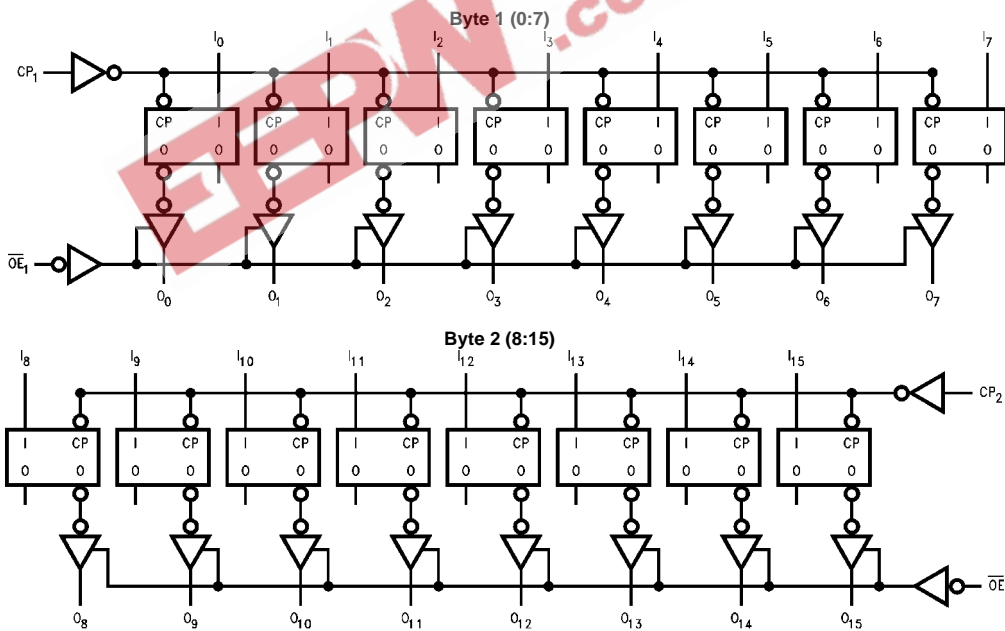 Byte 1 (0:7)
I0 I1 I2 I3 I4 I5 I6 I7
CP1
CP I CP I CP I CP I CP I CP I CP I CP I
O O O O O O O O O O O O O O O O
OE1
O0 O1 O2 O3 O4 O5 O6 O7
Byte 2 (8:15)
I8 I9 I10 I11 I12 I13 I14 I15
CP2
I CP I CP I CP I CP I CP I CP I CP I CP
O O O O O O O O O O O O O O O O
OE
O8 O9 O10 O11 O12 O13 O14 O15
EEPW .co